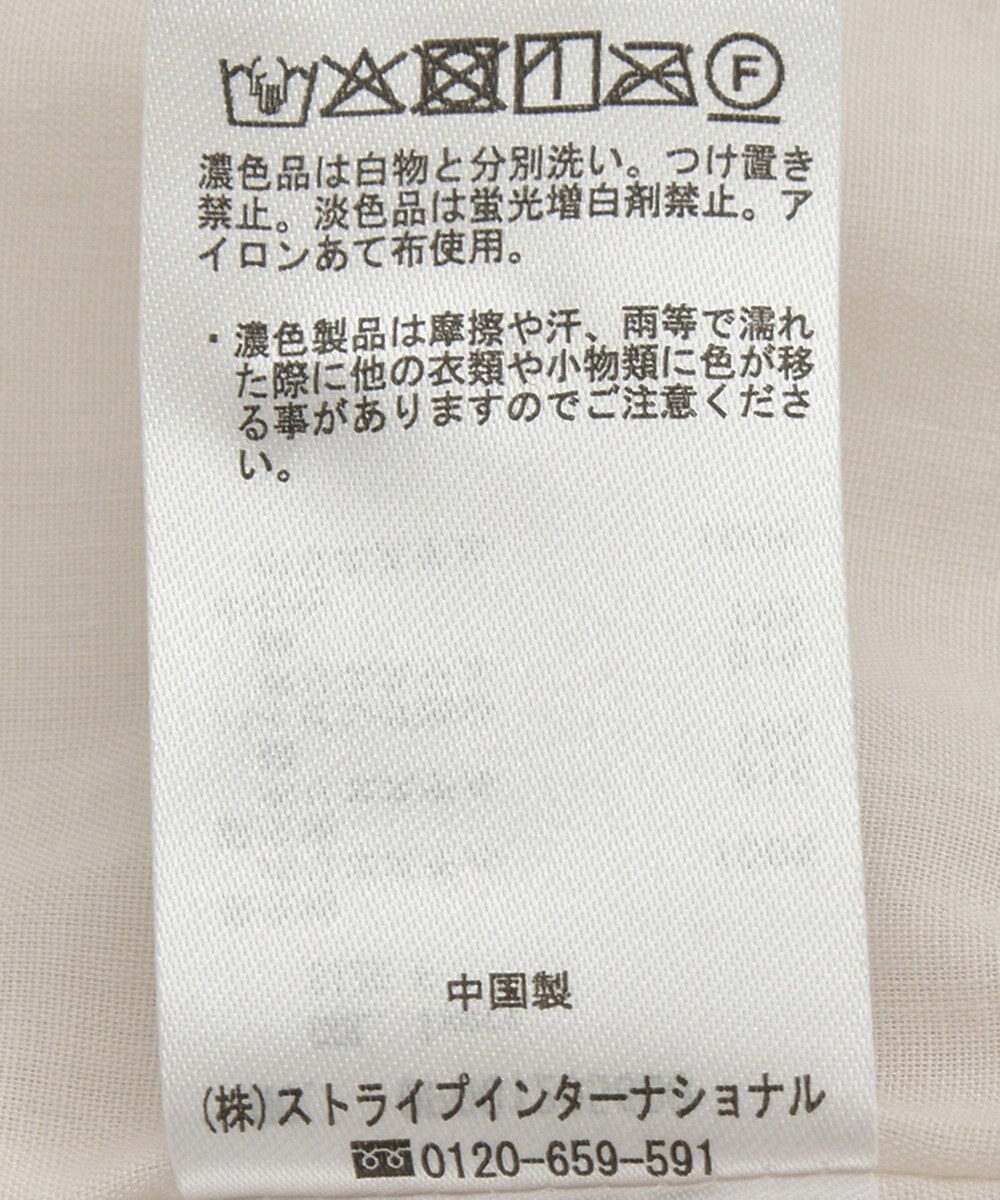 F
濃色品は白物と分別洗い。つけ置き
禁止。淡色品は蛍光増白剤禁止。ア
イロンあて布使用。
・濃色製品は摩擦や汗、雨等で濡れ
た際に他の衣類や小物類に色が移
る事がありますのでご注意くださ
い。
中国製
(株)ストライプインターナショナル
0120-659-591